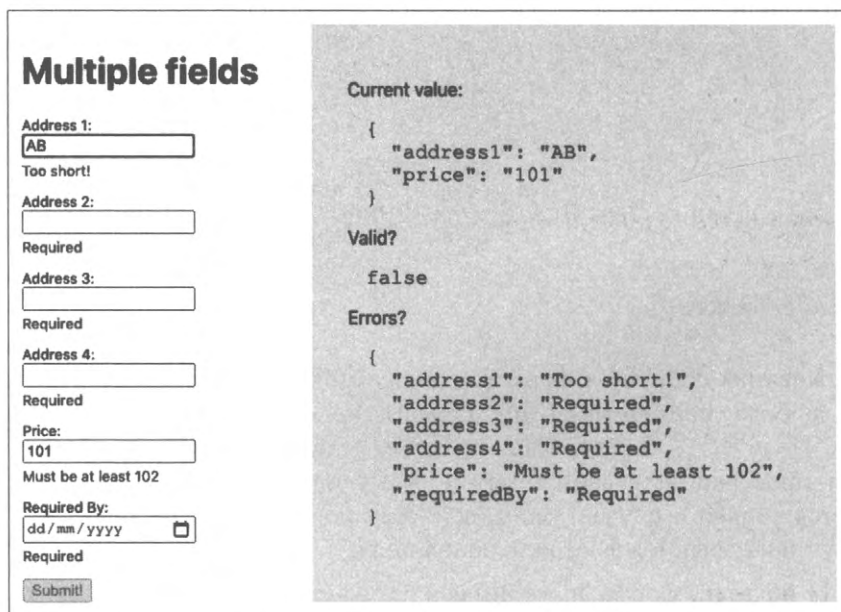 Multiple fields
Address 1:
AB
Too short!
Address 2:
Required
Address 3:
Required
Address 4:
Required
Price:
101
Must be at least 102
Required By:
dd/mm/yyyy
Required
Submit!
Current value:
{
"address1": "AB",
"price": "101"
}
Valid?
false
Errors?
{
"address1": "Too short!",
"address2": "Required",
"address3": "Required",
"address4": "Required",
"price": "Must be at least 102",
"requiredBy": "Required"
}